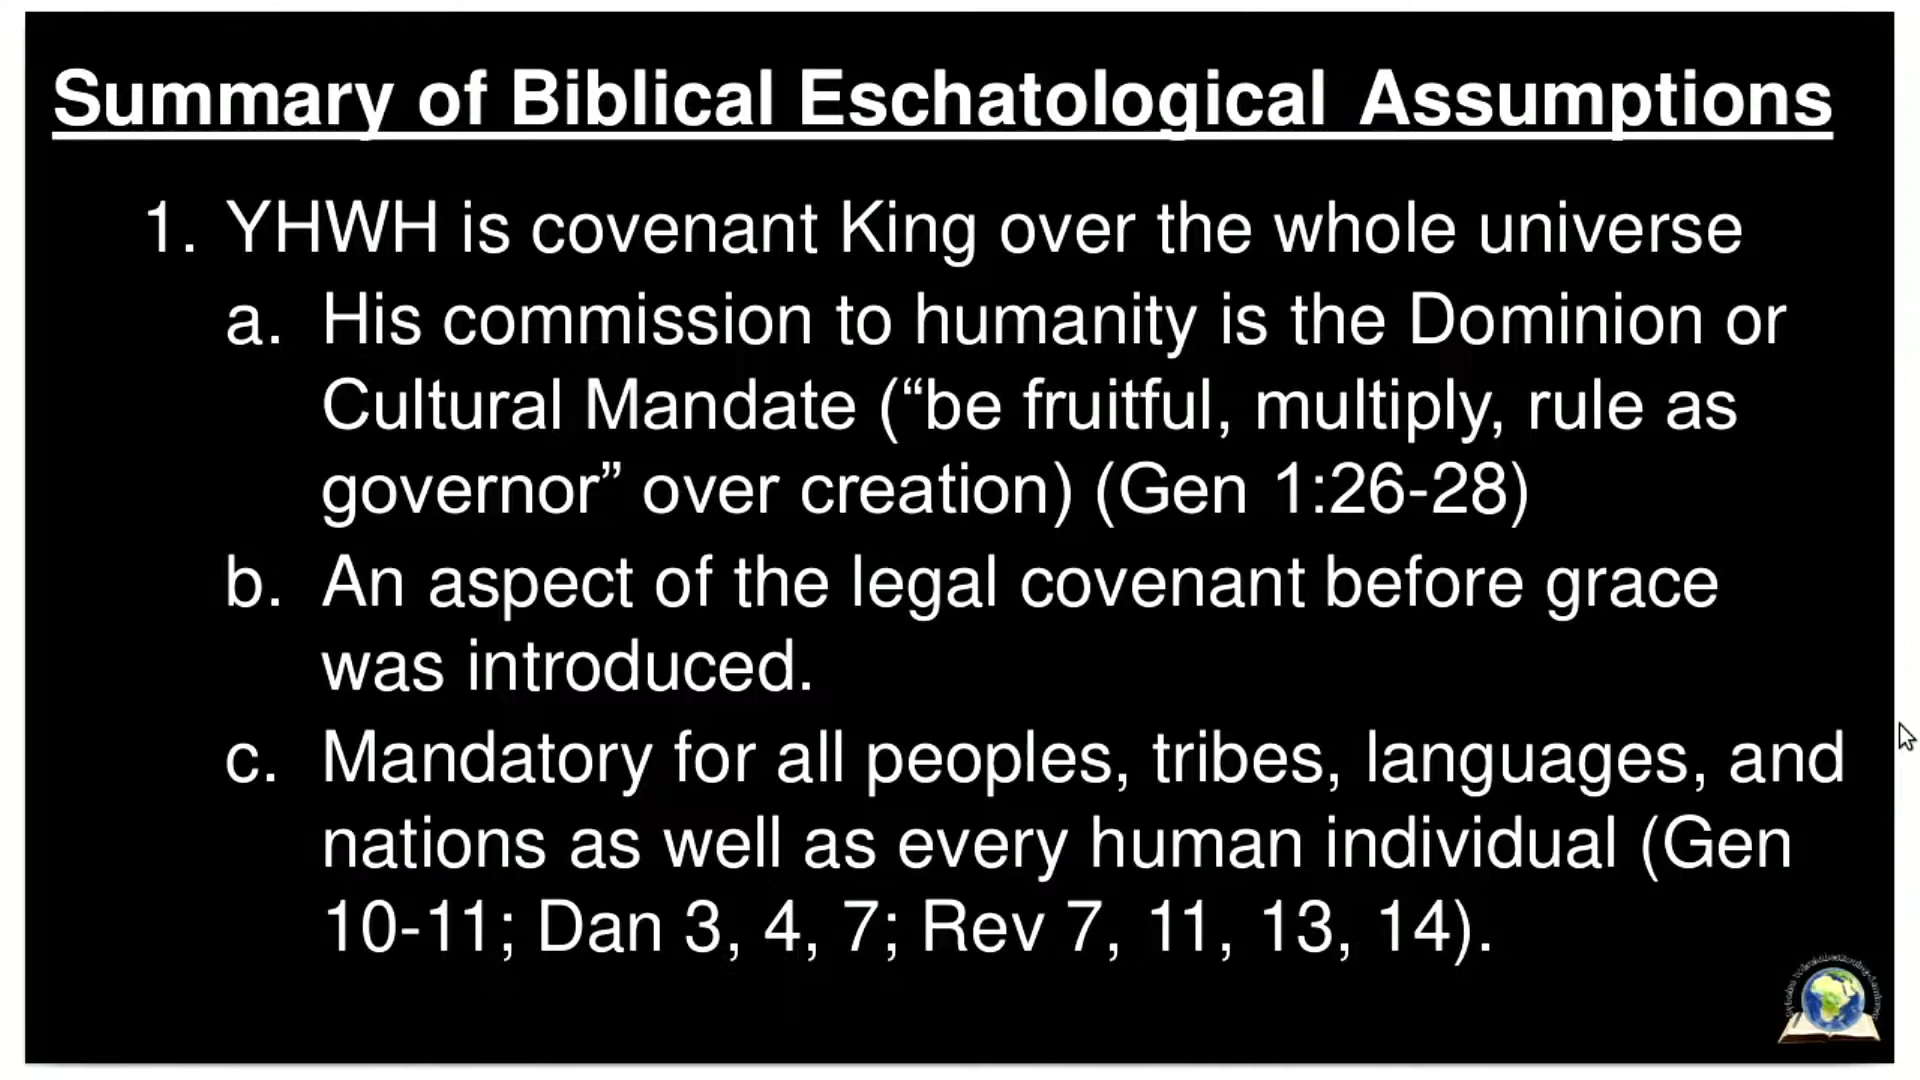 Summary of Biblical Eschatological Assumptions
1. YHWH is covenant King over the whole universe
a. His commission to humanity is the Dominion or
Cultural Mandate (“be fruitful, multiply, rule as
governor” over creation) (Gen 1:26-28)
b. An aspect of the legal covenant before grace
was introduced.
c. Mandatory for all peoples, tribes, languages, and
nations as well as every human individual (Gen
10-11; Dan 3, 4, 7; Rev 7, 11, 13, 14).